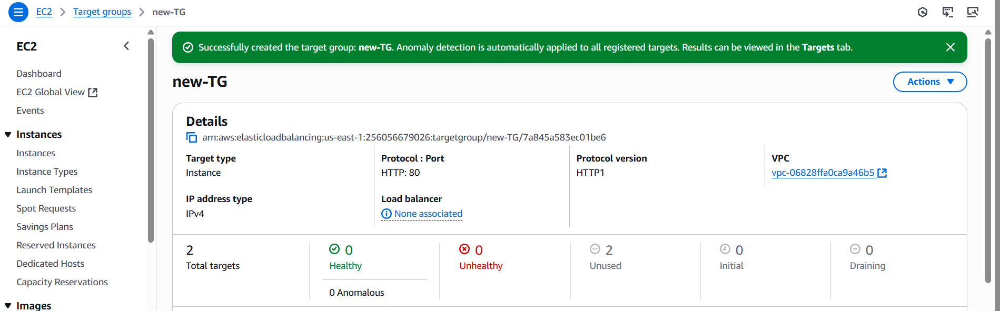 EC2 > Target groups > new-TG
EC2
Dashboard
EC2 Global View
Events
Instances
Instances
Instance Types
Launch Templates
Spot Requests
Savings Plans
Reserved Instances
Dedicated Hosts
Capacity Reservations
Images
Successfully created the target group: new-TG. Anomaly detection is automatically applied to all registered targets. Results can be viewed in the Targets tab.
new-TG
Actions
Details
arn:aws:elasticloadbalancing:us-east-1:256056679026:targetgroup/new-TG/7a845a583ec01be6
Target type
Instance
Protocol : Port
HTTP: 80
Protocol version
HTTP1
VPC
vpc-06828ffa0ca9a46b5
IP address type
IPv4
Load balancer
None associated
2
Total targets
0
Healthy
0 Anomalous
0
Unhealthy
2
Unused
0
Initial
0
Draining